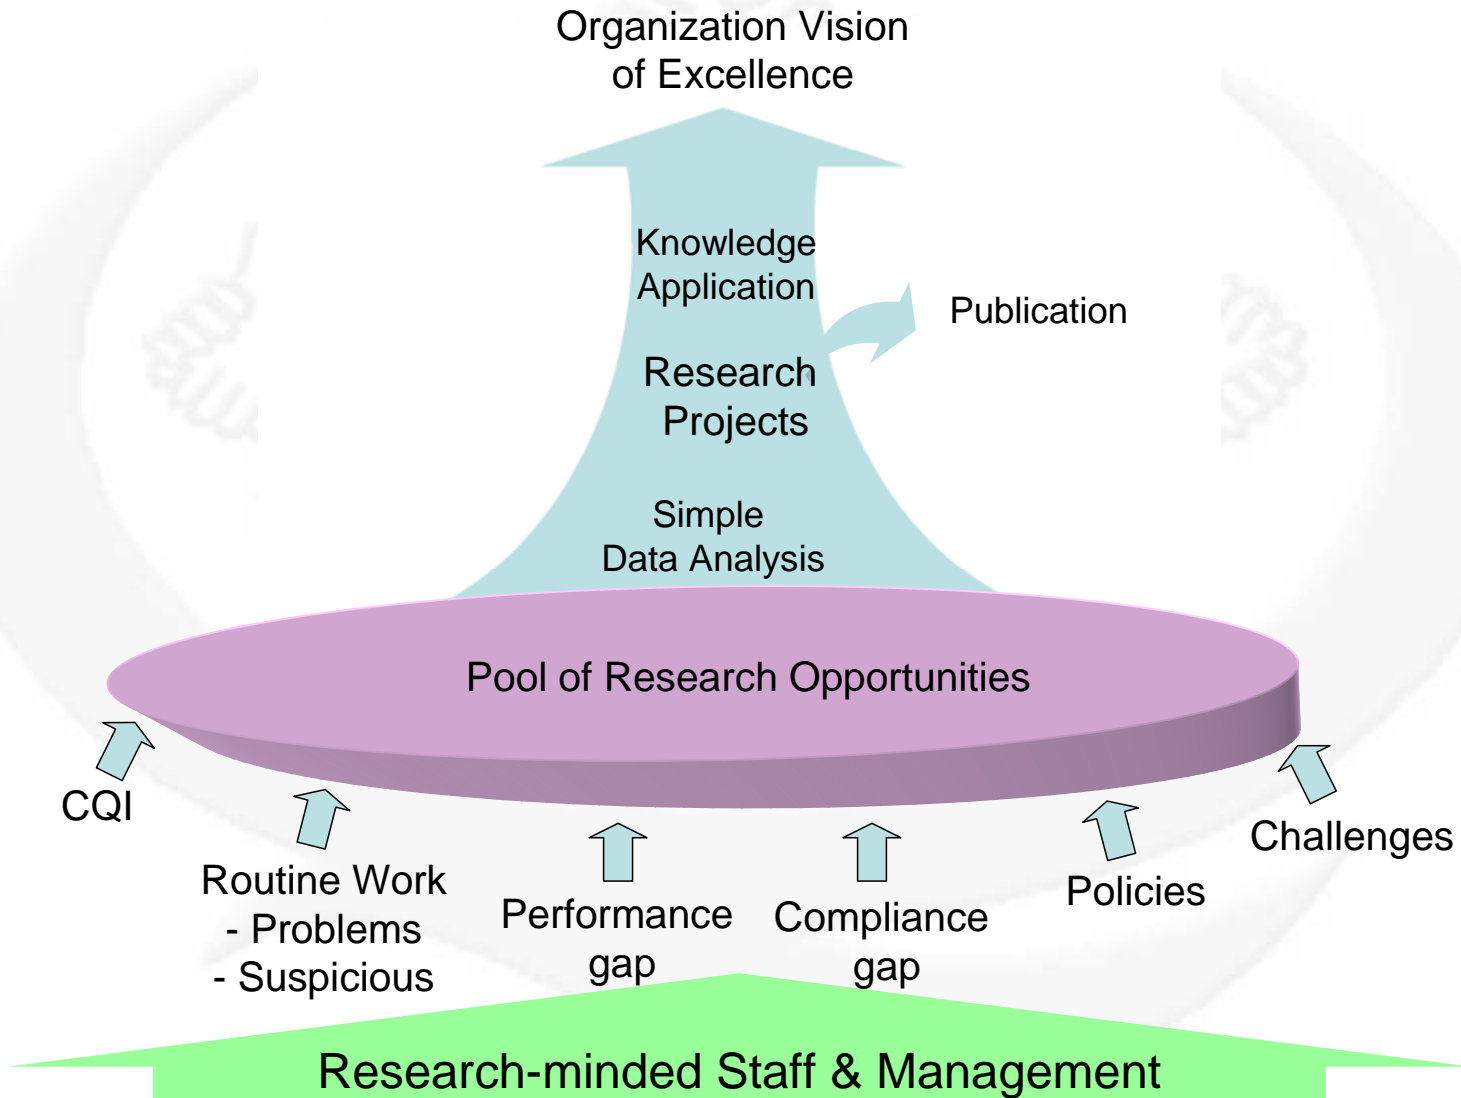 Organization Vision
of Excellence
Knowledge
Application
Publication
Research
Projects
Simple
Data Analysis
Pool of Research Opportunities
CQI
Routine Work
- Problems
- Suspicious
Performance
gap
Compliance
gap
Policies
Challenges
Research-minded Staff & Management